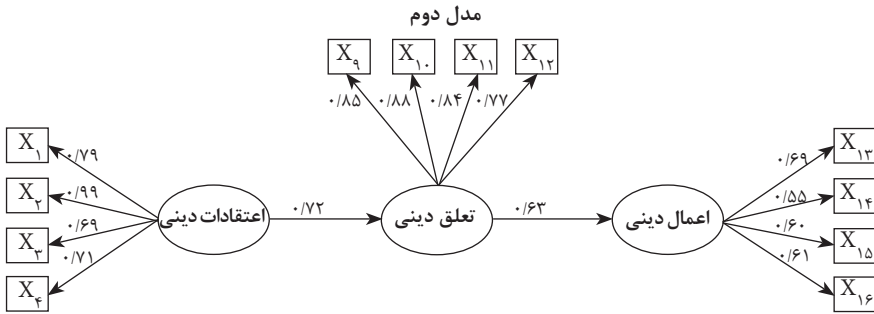 مدل دوم
X۹ X۱۰ X۱۱ X۱۲
۰/۸۵ ۰/۸۸ ۰/۸۴ ۰/۷۷
X۱۳
۰/۶۹
X۱۴
۰/۵۵
X۱۵
۰/۶۰
X۱۶
۰/۶۱
اعمال دینی
۰/۶۳
تعلق دینی
۰/۷۲
اعتقادات دینی
X۱
۰/۷۹
X۲
۰/۹۹
X۳
۰/۶۹
X۴
۰/۷۱